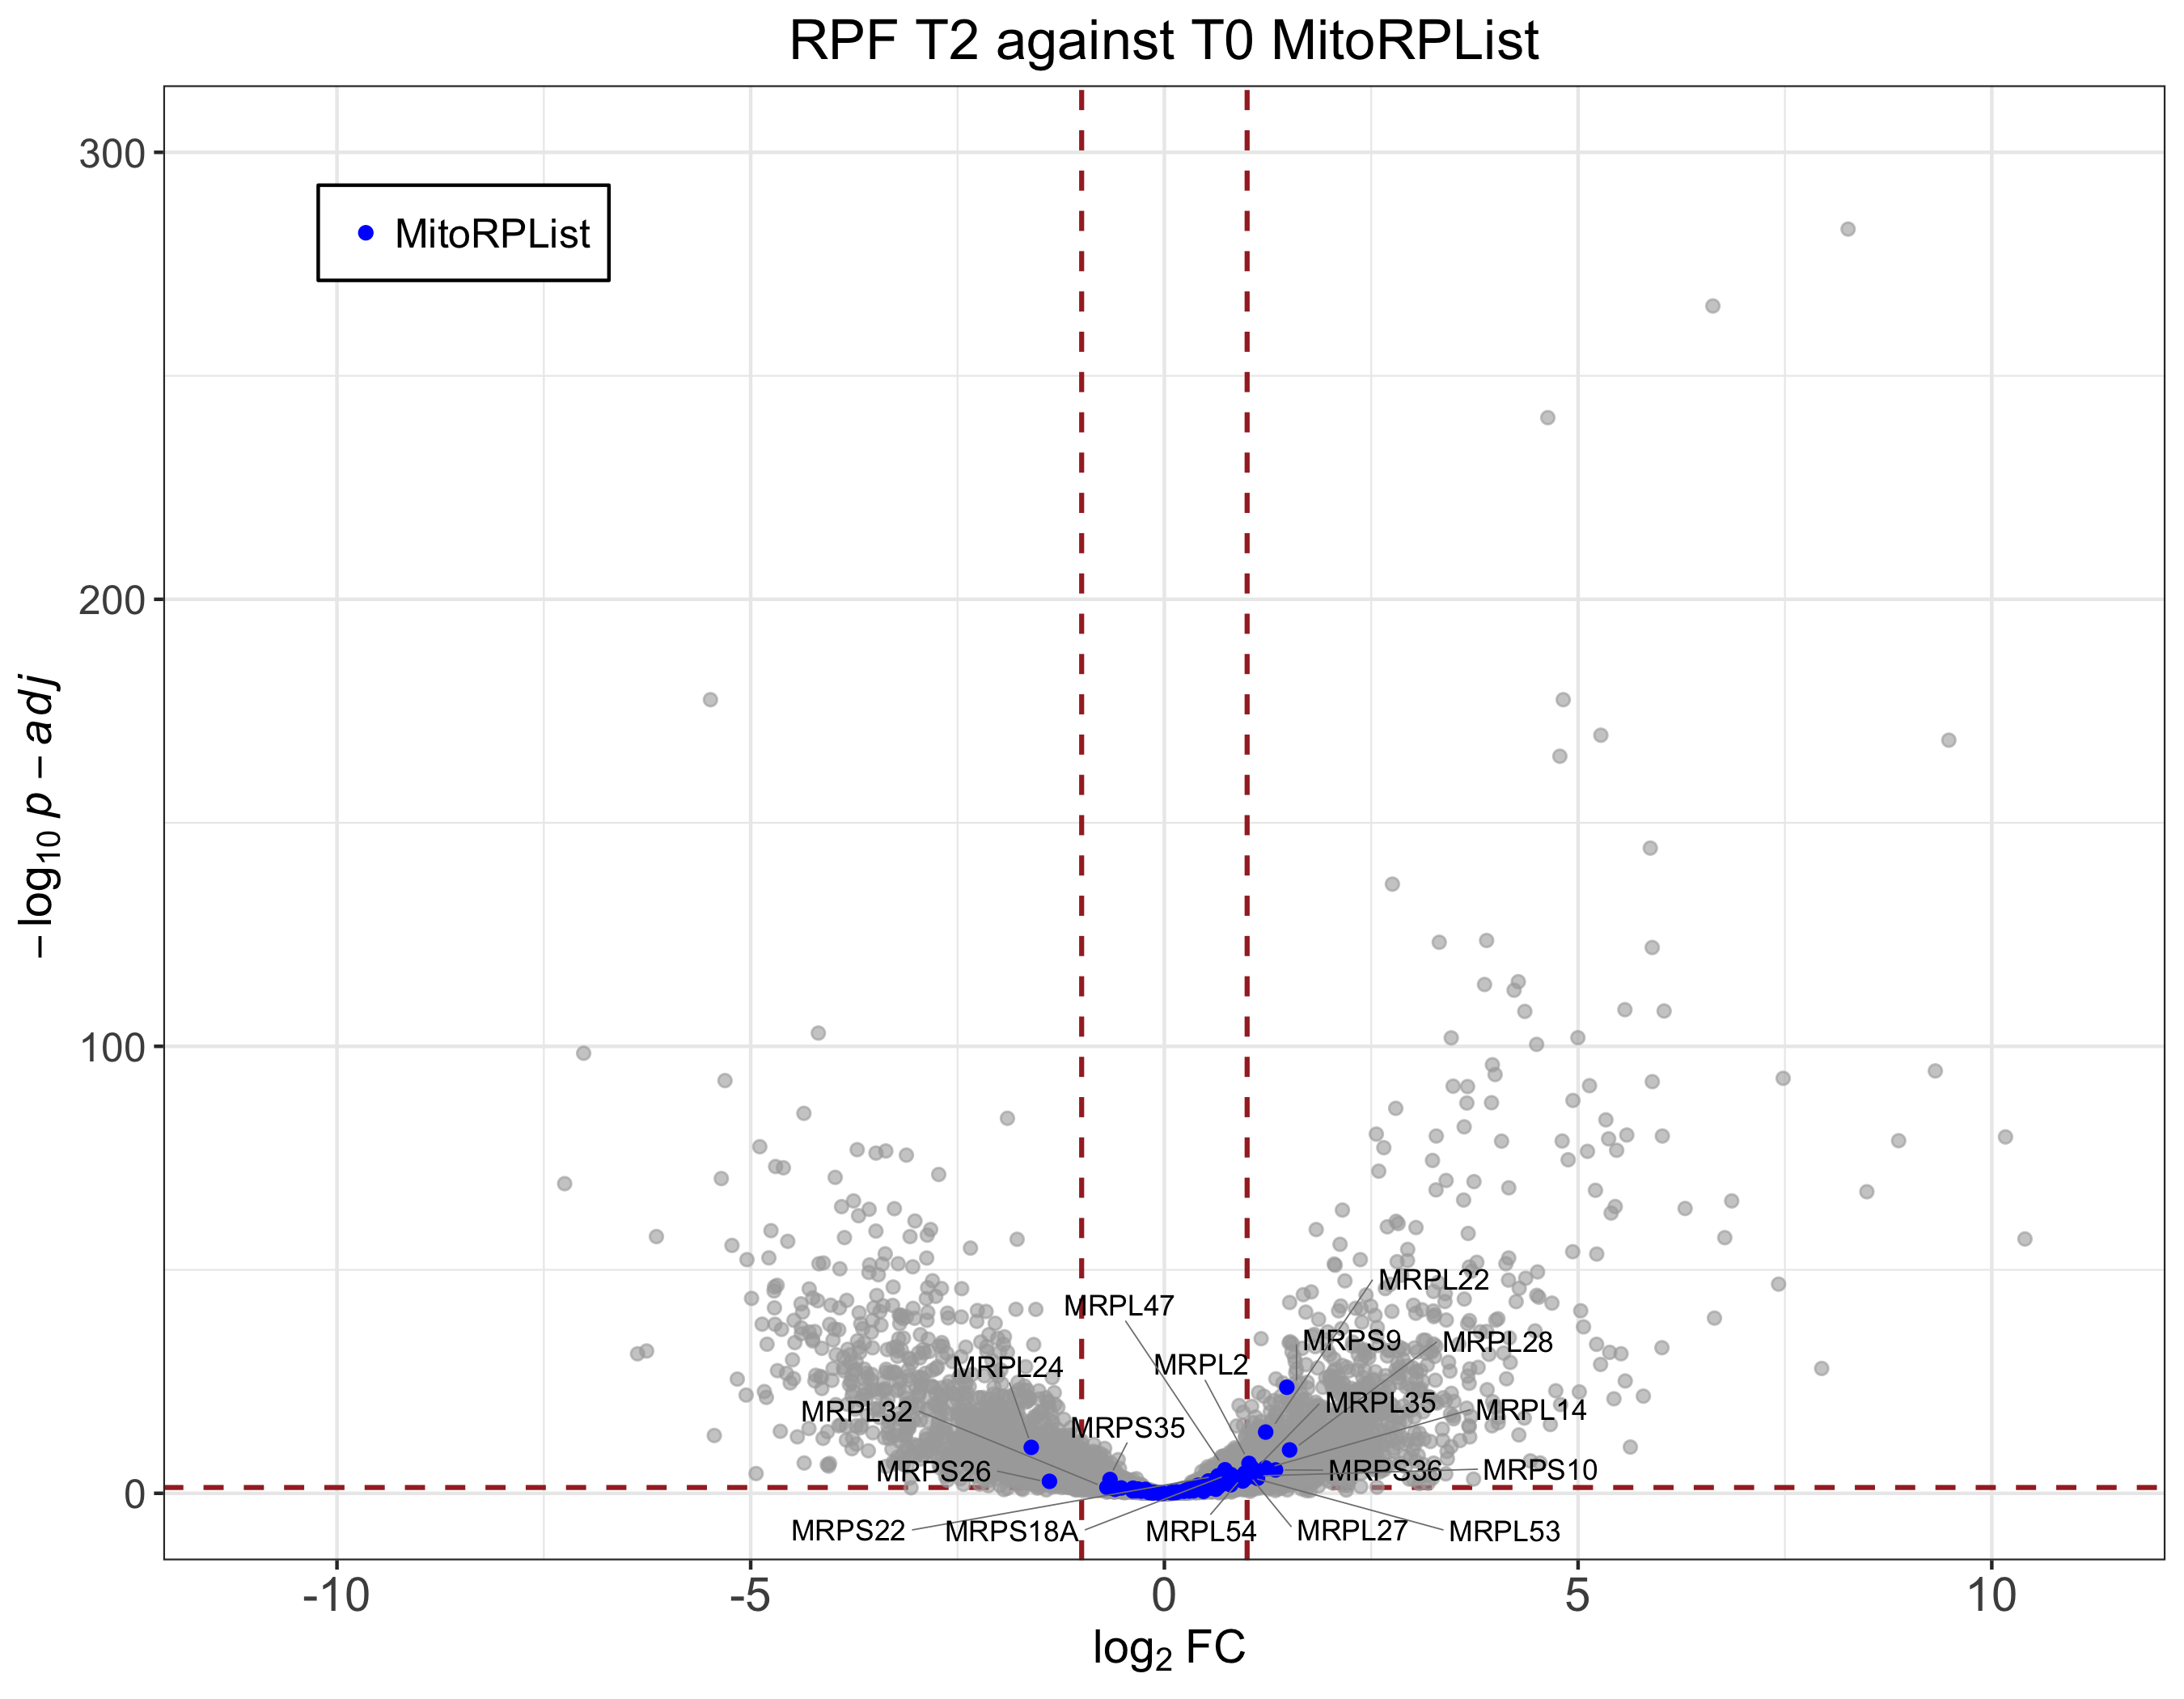 RPF T2 against T0 MitoRPList
300
MitoRPList
200
−log10 p − adj
100
MRPL22
MRPL47
MRPS9
MRPL28
MRPL2
MRPL24
MRPL35
MRPL14
MRPL32
MRPS35
MRPS26
MRPS36
MRPS10
0
MRPS22
MRPS18A
MRPL54
MRPL27
MRPL53
-10
-5
0
5
10
log2 FC